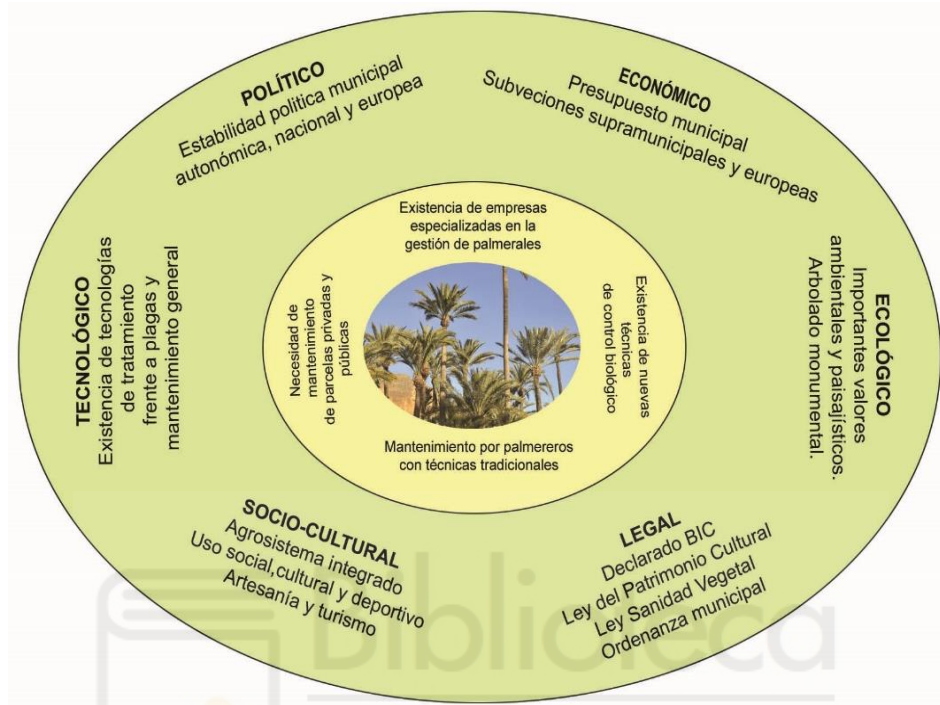 POLÍTICO
Estabilidad política municipal
autonómica, nacional y europea
ECONÓMICO
Presupuesto municipal
Subveciones supramunicipales y europeas
ECOLÓGICO
Importantes valores
ambientales y paisajísticos.
Arbolado monumental.
LEGAL
Declarado BIC
Ley del Patrimonio Cultural
Ley Sanidad Vegetal
Ordenanza municipal
SOCIO-CULTURAL
Agrosistema integrado
Uso social,cultural y deportivo
Artesanía y turismo
TECNOLÓGICO
Existencia de tecnologías
de tratamiento
frente a plagas y
mantenimiento general
Existencia de empresas
especializadas en la
gestión de palmerales
Existencia de nuevas
técnicas
de control biológico
Mantenimiento por palmereros
con técnicas tradicionales
Necesidad de
mantenimiento
de parcelas privadas y
públicas
Biblioteca